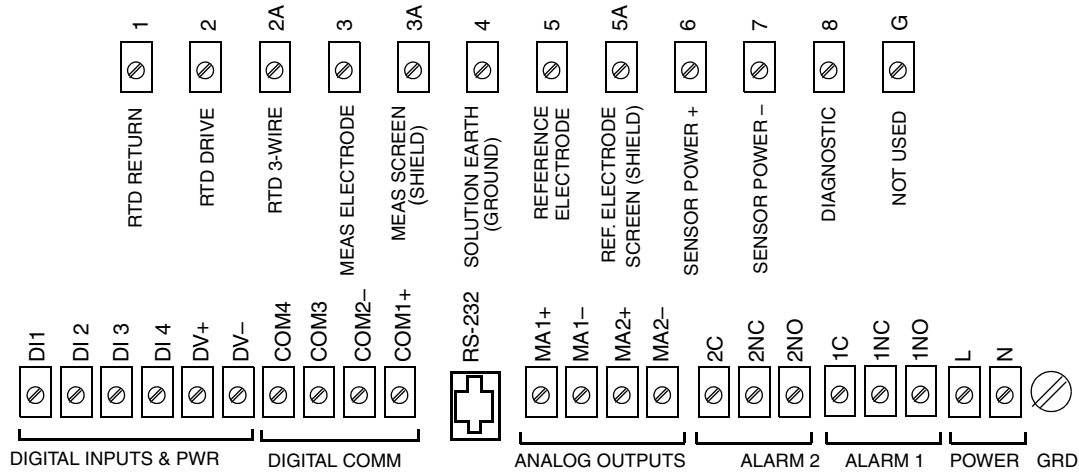 1
2
2A
3
3A
4
5
5A
6
7
8
G
RTD RETURN
RTD DRIVE
RTD 3-WIRE
MEAS ELECTRODE
MEAS SCREEN
(SHIELD)
SOLUTION EARTH
(GROUND)
REFERENCE
ELECTRODE
REF. ELECTRODE
SCREEN (SHIELD)
SENSOR POWER +
SENSOR POWER –
DIAGNOSTIC
NOT USED
DI1
DI 2
DI 3
DI 4
DV+
DV–
COM4
COM3
COM2–
COM1+
RS-232
MA1+
MA1–
MA2+
MA2–
2C
2NC
2NO
1C
1NC
1NO
L
N
DIGITAL INPUTS & PWR
DIGITAL COMM
ANALOG OUTPUTS
ALARM 2
ALARM 1
POWER
GRD